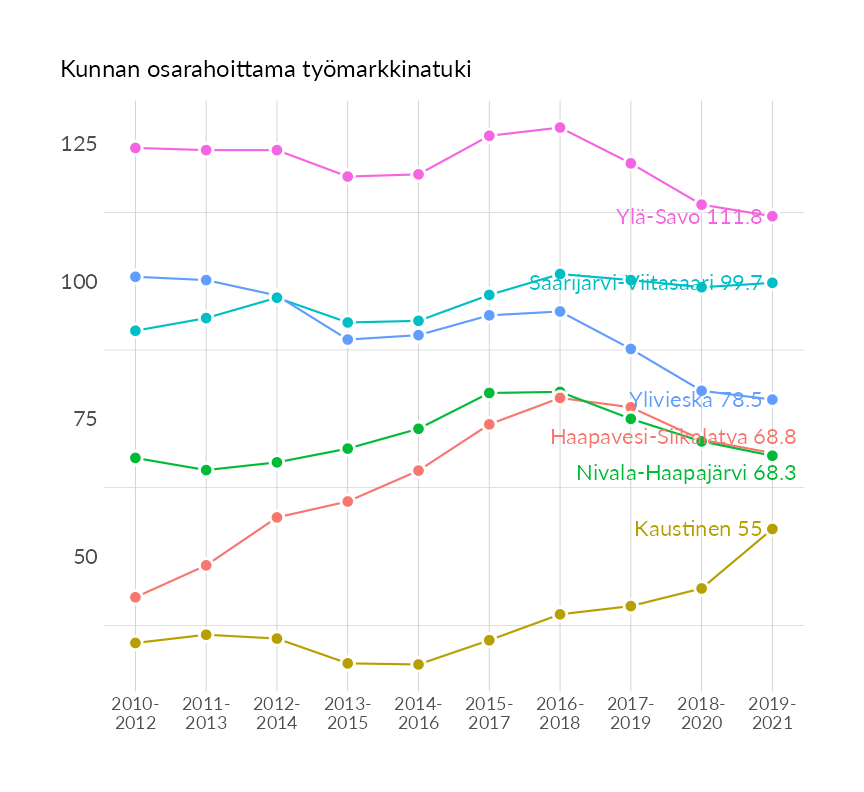 Kunnan osarahoittama työmarkkinatuki
125
Ylä-Savo 111.8
100
Saarijärvi-Viitasaari 99.7
Ylivieska 78.5
75
Haapavesi-Siikalatva 68.8
Nivala-Haapajärvi 68.3
Kaustinen 55
50
2010- 2011- 2012- 2013- 2014- 2015- 2016- 2017- 2018- 2019-
2012 2013 2014 2015 2016 2017 2018 2019 2020 2021